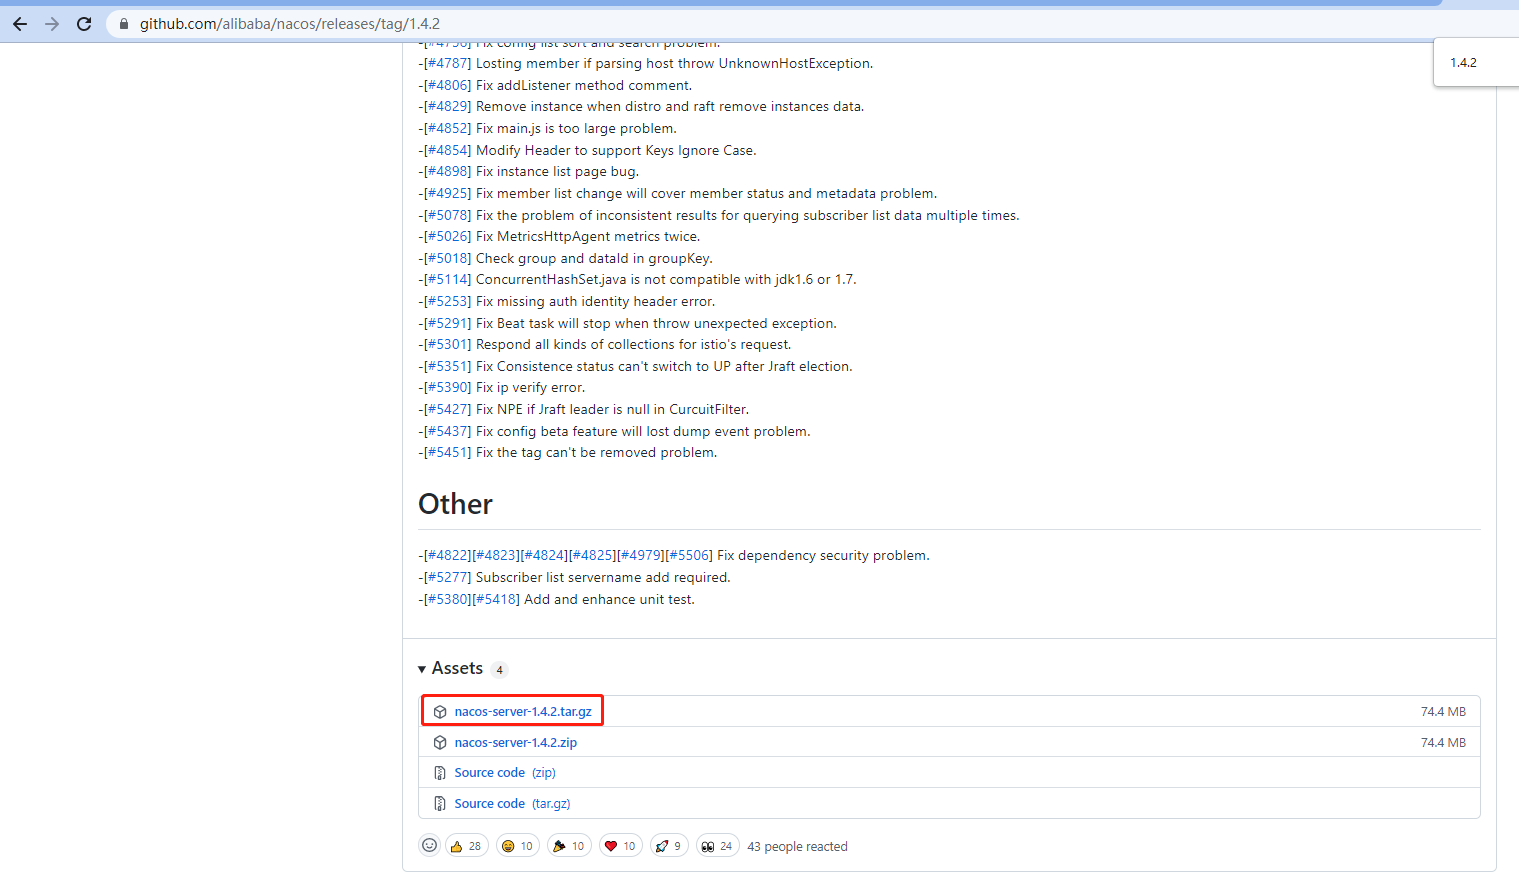 github.com/alibaba/nacos/releases/tag/1.4.2
1.4.2
-[#4756] Fix config list sort and search problem.
-[#4787] Losting member if parsing host throw UnknownHostException.
-[#4806] Fix addListener method comment.
-[#4829] Remove instance when distro and raft remove instances data.
-[#4852] Fix main.js is too large problem.
-[#4854] Modify Header to support Keys Ignore Case.
-[#4898] Fix instance list page bug.
-[#4925] Fix member list change will cover member status and metadata problem.
-[#5078] Fix the problem of inconsistent results for querying subscriber list data multiple times.
-[#5026] Fix MetricsHttpAgent metrics twice.
-[#5018] Check group and dataId in groupKey.
-[#5114] ConcurrentHashSet.java is not compatible with jdk1.6 or 1.7.
-[#5253] Fix missing auth identity header error.
-[#5291] Fix Beat task will stop when throw unexpected exception.
-[#5301] Respond all kinds of collections for istio's request.
-[#5351] Fix Consistence status can't switch to UP after Jraft election.
-[#5390] Fix ip verify error.
-[#5427] Fix NPE if Jraft leader is null in CurcuitFilter.
-[#5437] Fix config beta feature will lost dump event problem.
-[#5451] Fix the tag can't be removed problem.
Other
-[#4822][#4823][#4824][#4825][#4979][#5506] Fix dependency security problem.
-[#5277] Subscriber list servername add required.
-[#5380][#5418] Add and enhance unit test.
Assets 4
nacos-server-1.4.2.tar.gz 74.4 MB
nacos-server-1.4.2.zip 74.4 MB
Source code (zip)
Source code (tar.gz)
28 10 10 10 9 24 43 people reacted